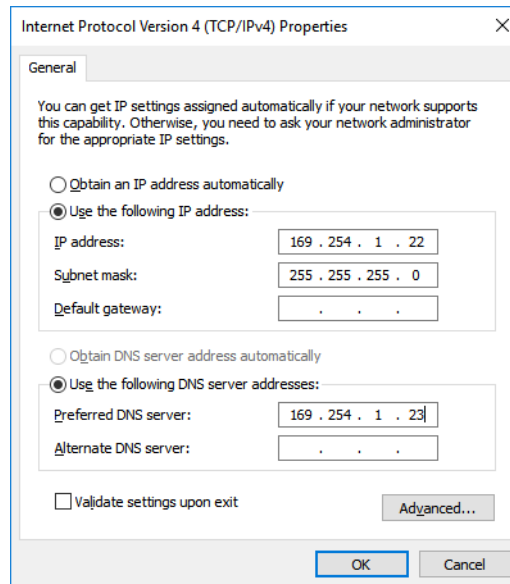 Internet Protocol Version 4 (TCP/IPv4) Properties
General
You can get IP settings assigned automatically if your network supports
this capability. Otherwise, you need to ask your network administrator
for the appropriate IP settings.
Obtain an IP address automatically
Use the following IP address:
IP address: 169 . 254 . 1 . 22
Subnet mask: 255 . 255 . 255 . 0
Default gateway: . . .
Obtain DNS server address automatically
Use the following DNS server addresses:
Preferred DNS server: 169 . 254 . 1 . 23
Alternate DNS server: . . .
Validate settings upon exit
Advanced...
OK Cancel